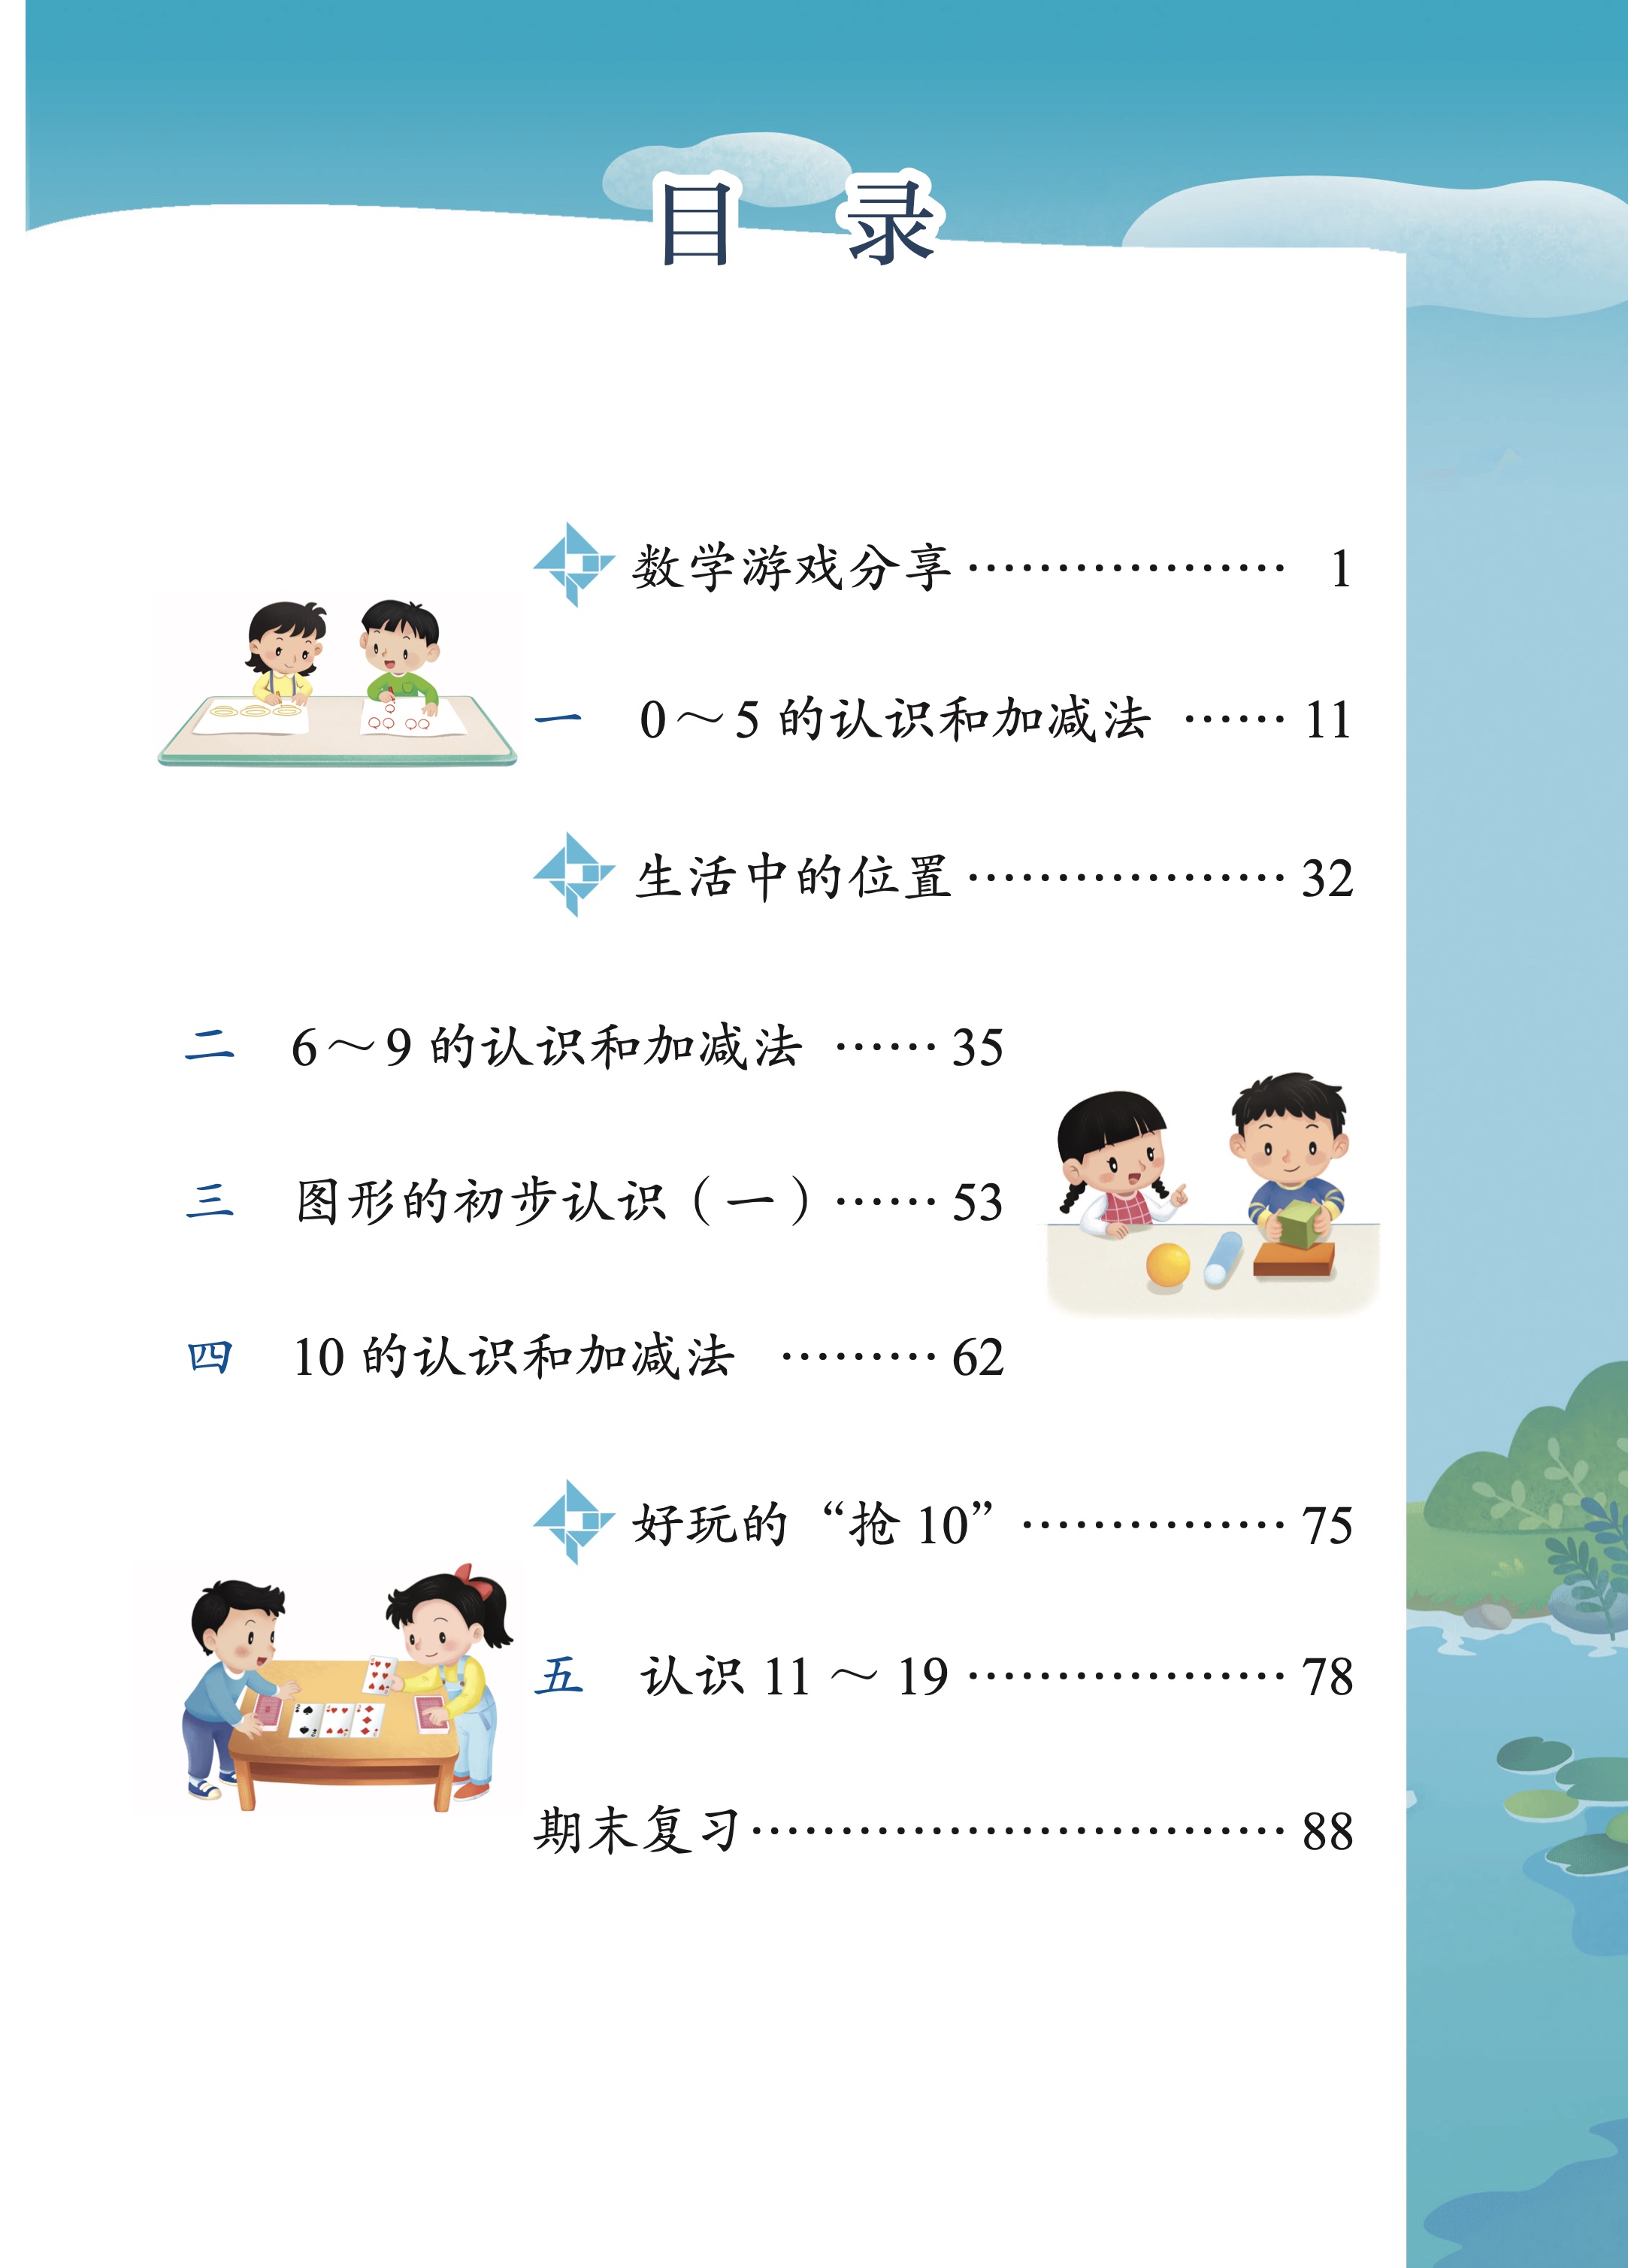 目 录
数学游戏分享 ……………… 1
一 0～5 的认识和加减法 …… 11
生活中的位置 ……………… 32
二 6～9 的认识和加减法 …… 35
三 图形的初步认识（一）…… 53
四 10 的认识和加减法 ……… 62
好玩的“抢 10” …………… 75
五 认识 11 ～ 19 ……………… 78
期末复习 ………………………… 88